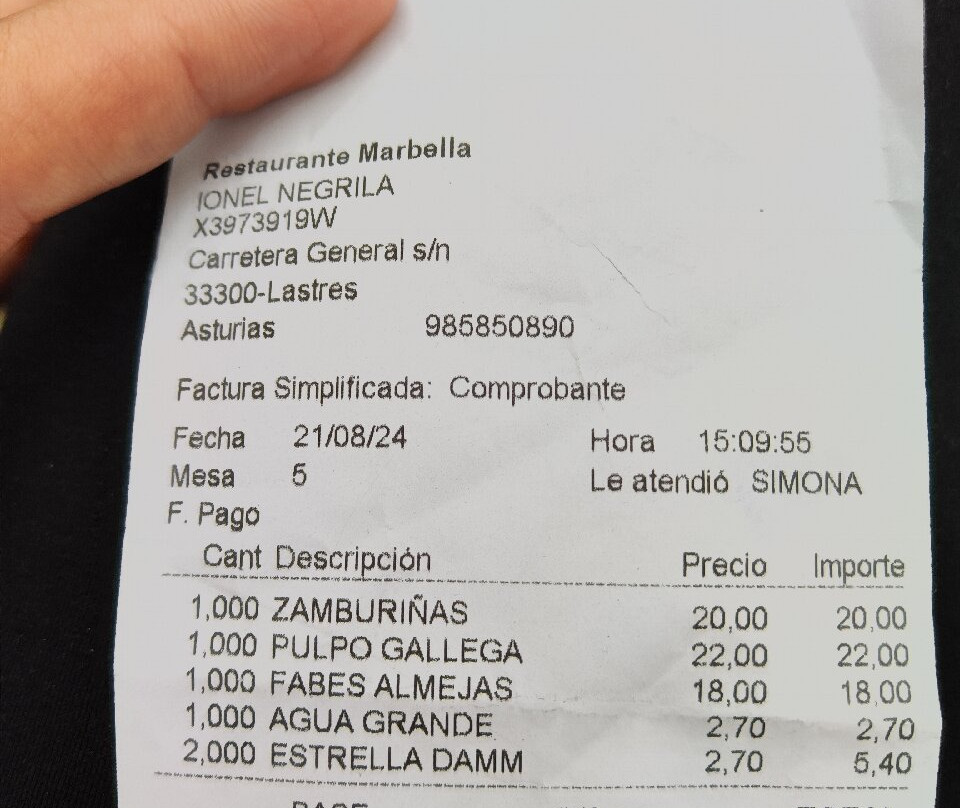 Restaurante Marbella
IONEL NEGRILA
X3973919W
Carretera General s/n
33300-Lastres
Asturias 985850890
Factura Simplificada: Comprobante
Fecha 21/08/24 Hora 15:09:55
Mesa 5 Le atendió SIMONA
F. Pago
Cant Descripción Precio Importe
1,000 ZAMBURIÑAS 20,00 20,00
1,000 PULPO GALLEGA 22,00 22,00
1,000 FABES ALMEJAS 18,00 18,00
1,000 AGUA GRANDE 2,70 2,70
2,000 ESTRELLA DAMM 2,70 5,40